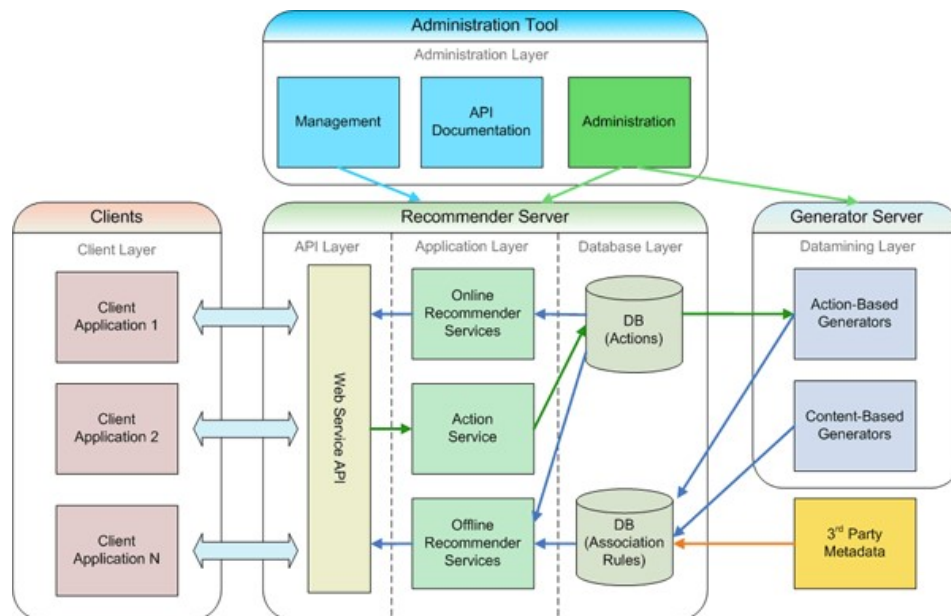 Administration Tool
Administration Layer
Management
API
Documentation
Administration
Clients
Client Layer
Client
Application 1
Client
Application 2
Client
Application N
Recommender Server
API Layer
Application Layer
Database Layer
Web Service API
Online
Recommender
Services
Action
Service
Offline
Recommender
Services
DB
(Actions)
DB
(Association
Rules)
Generator Server
Datamining Layer
Action-Based
Generators
Content-Based
Generators
3rd Party
Metadata